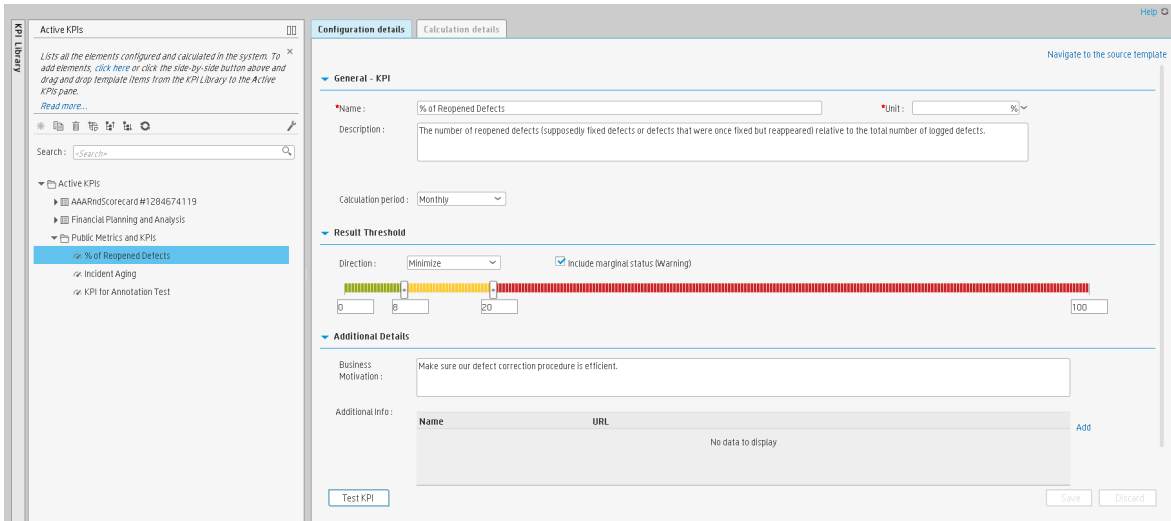 Help
KPI Library
Active KPIs
Lists all the elements configured and calculated in the system. To
add elements, click here or click the side-by-side button above and
drag and drop template items from the KPI Library to the Active
KPIs pane.
Read more...
Search :
<Search>
Active KPIs
AAARndScorecard #1284674119
Financial Planning and Analysis
Public Metrics and KPIs
% of Reopened Defects
Incident Aging
KPI for Annotation Test
Configuration details
Calculation details
Navigate to the source template
General - KPI
*Name :
% of Reopened Defects
*Unit :
%
Description :
The number of reopened defects (supposedly fixed defects or defects that were once fixed but reappeared) relative to the total number of logged defects.
Calculation period :
Monthly
Result Threshold
Direction :
Minimize
Include marginal status (Warning)
0
8
20
100
Additional Details
Business
Motivation :
Make sure our defect correction procedure is efficient.
Additional Info :
Name
URL
Add
No data to display
Test KPI
Save
Discard